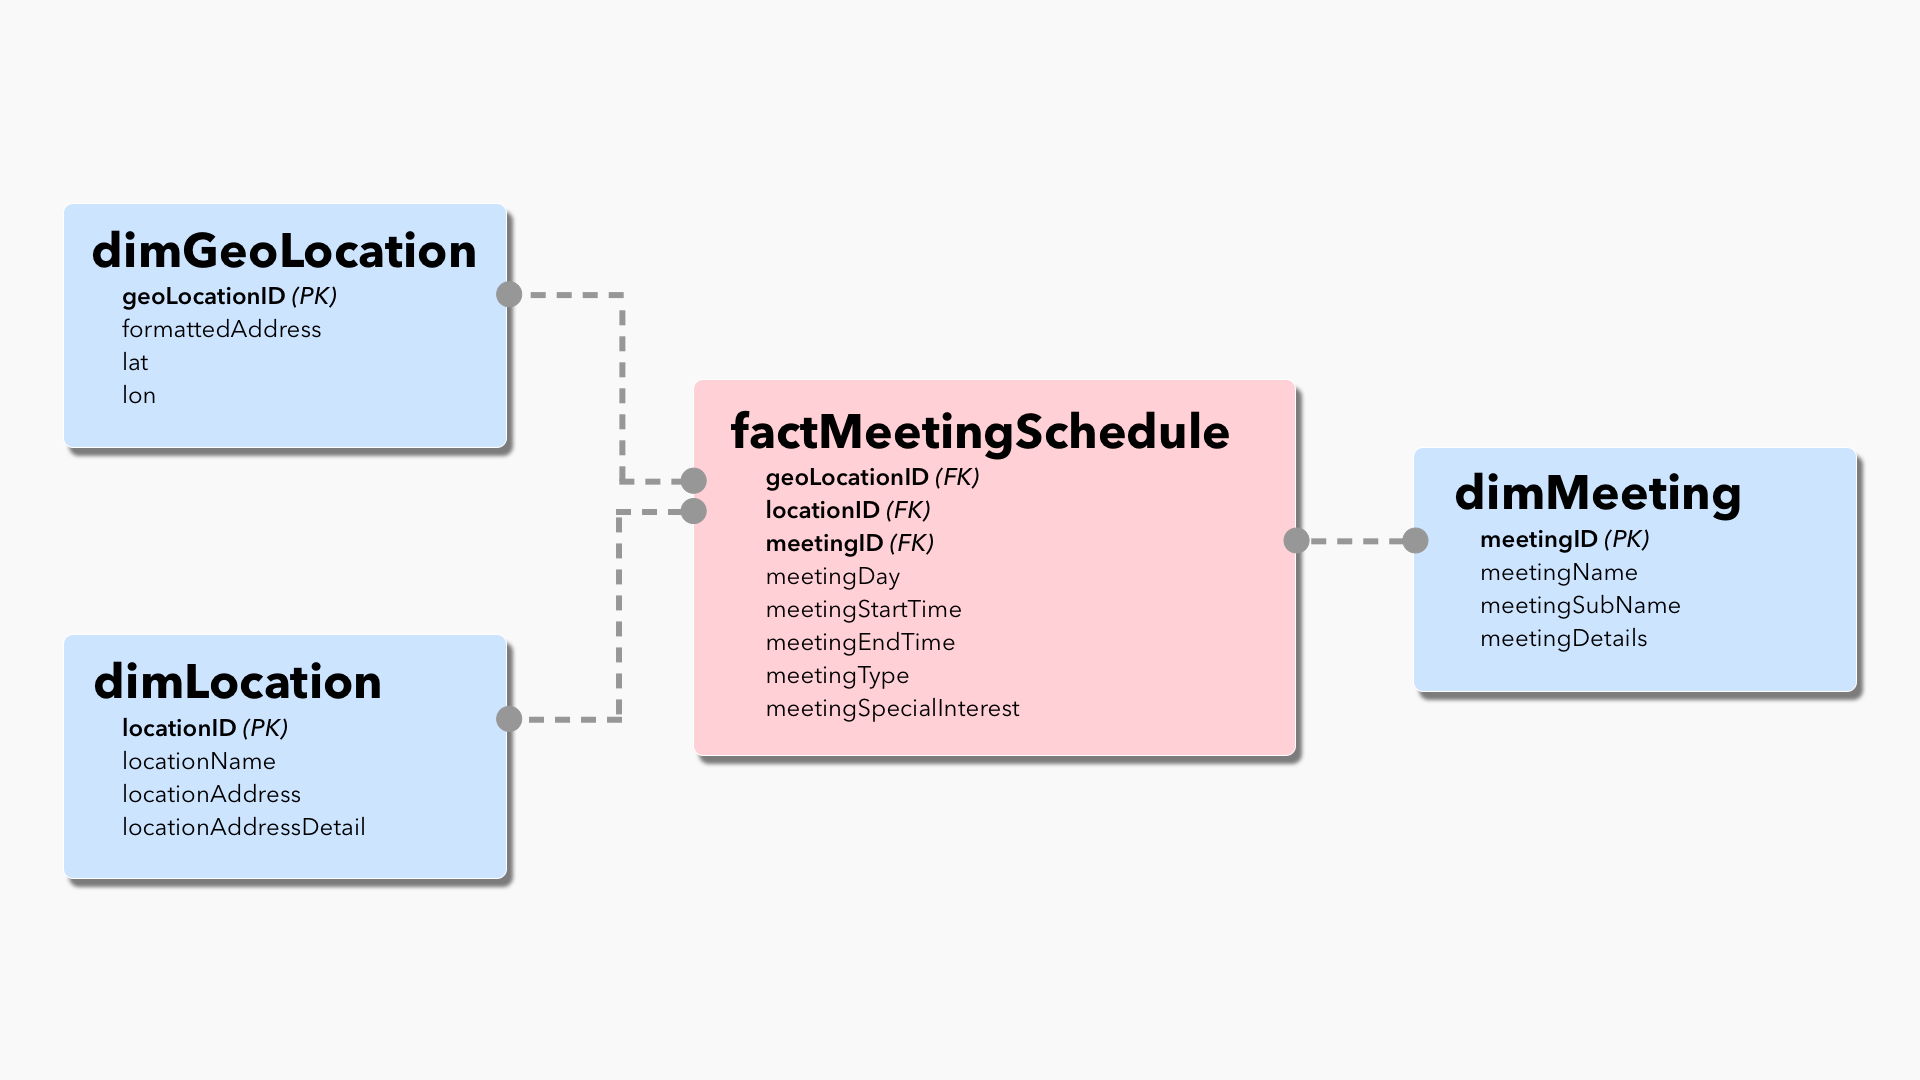 dimGeoLocation
geoLocationID (PK)
formattedAddress
lat
lon
dimLocation
locationID (PK)
locationName
locationAddress
locationAddressDetail
factMeetingSchedule
geoLocationID (FK)
locationID (FK)
meetingID (FK)
meetingDay
meetingStartTime
meetingEndTime
meetingType
meetingSpecialInterest
dimMeeting
meetingID (PK)
meetingName
meetingSubName
meetingDetails